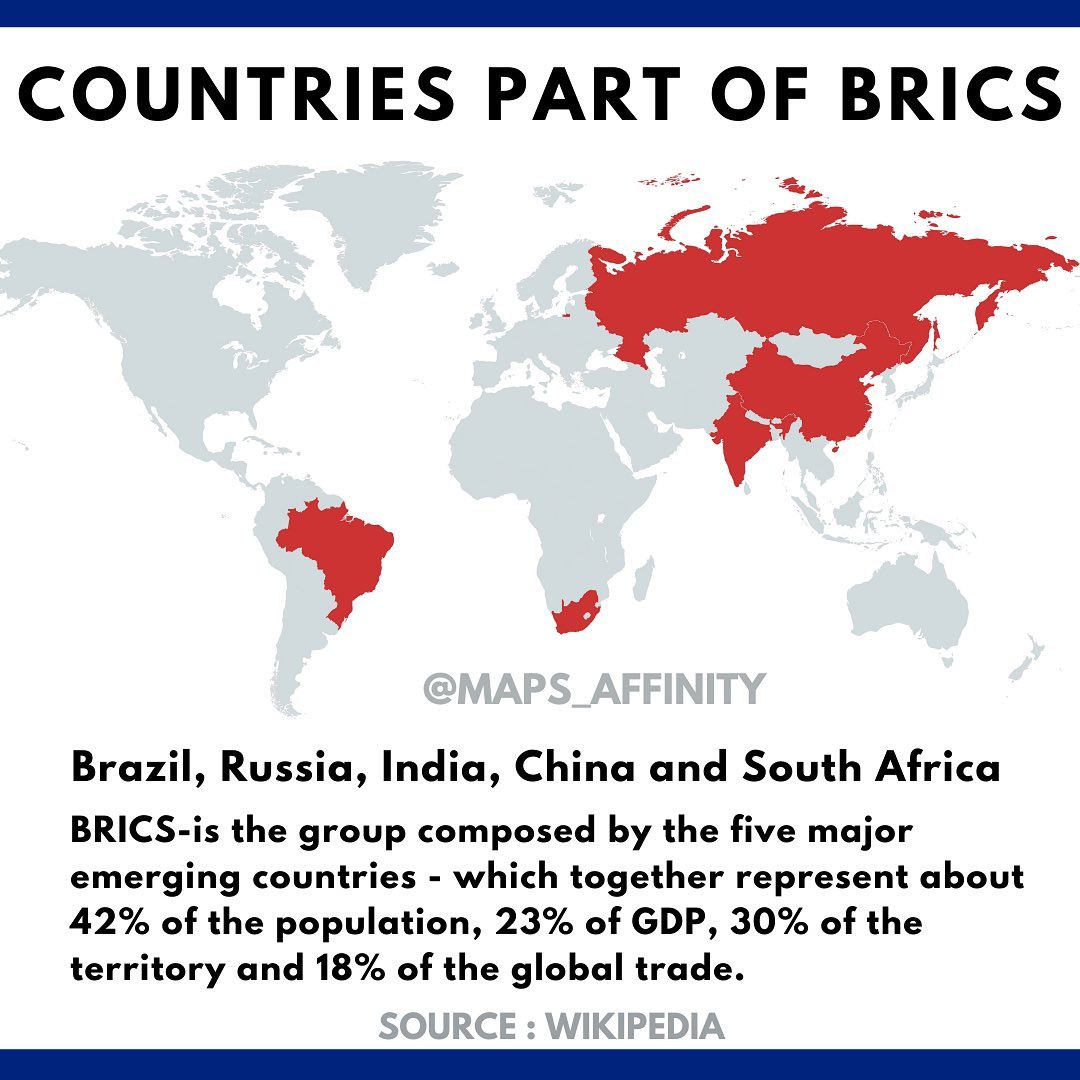 COUNTRIES PART OF BRICS
@MAPS_AFFINITY
Brazil, Russia, India, China and South Africa
BRICS-is the group composed by the five major
emerging countries - which together represent about
42% of the population, 23% of GDP, 30% of the
territory and 18% of the global trade.
SOURCE : WIKIPEDIA